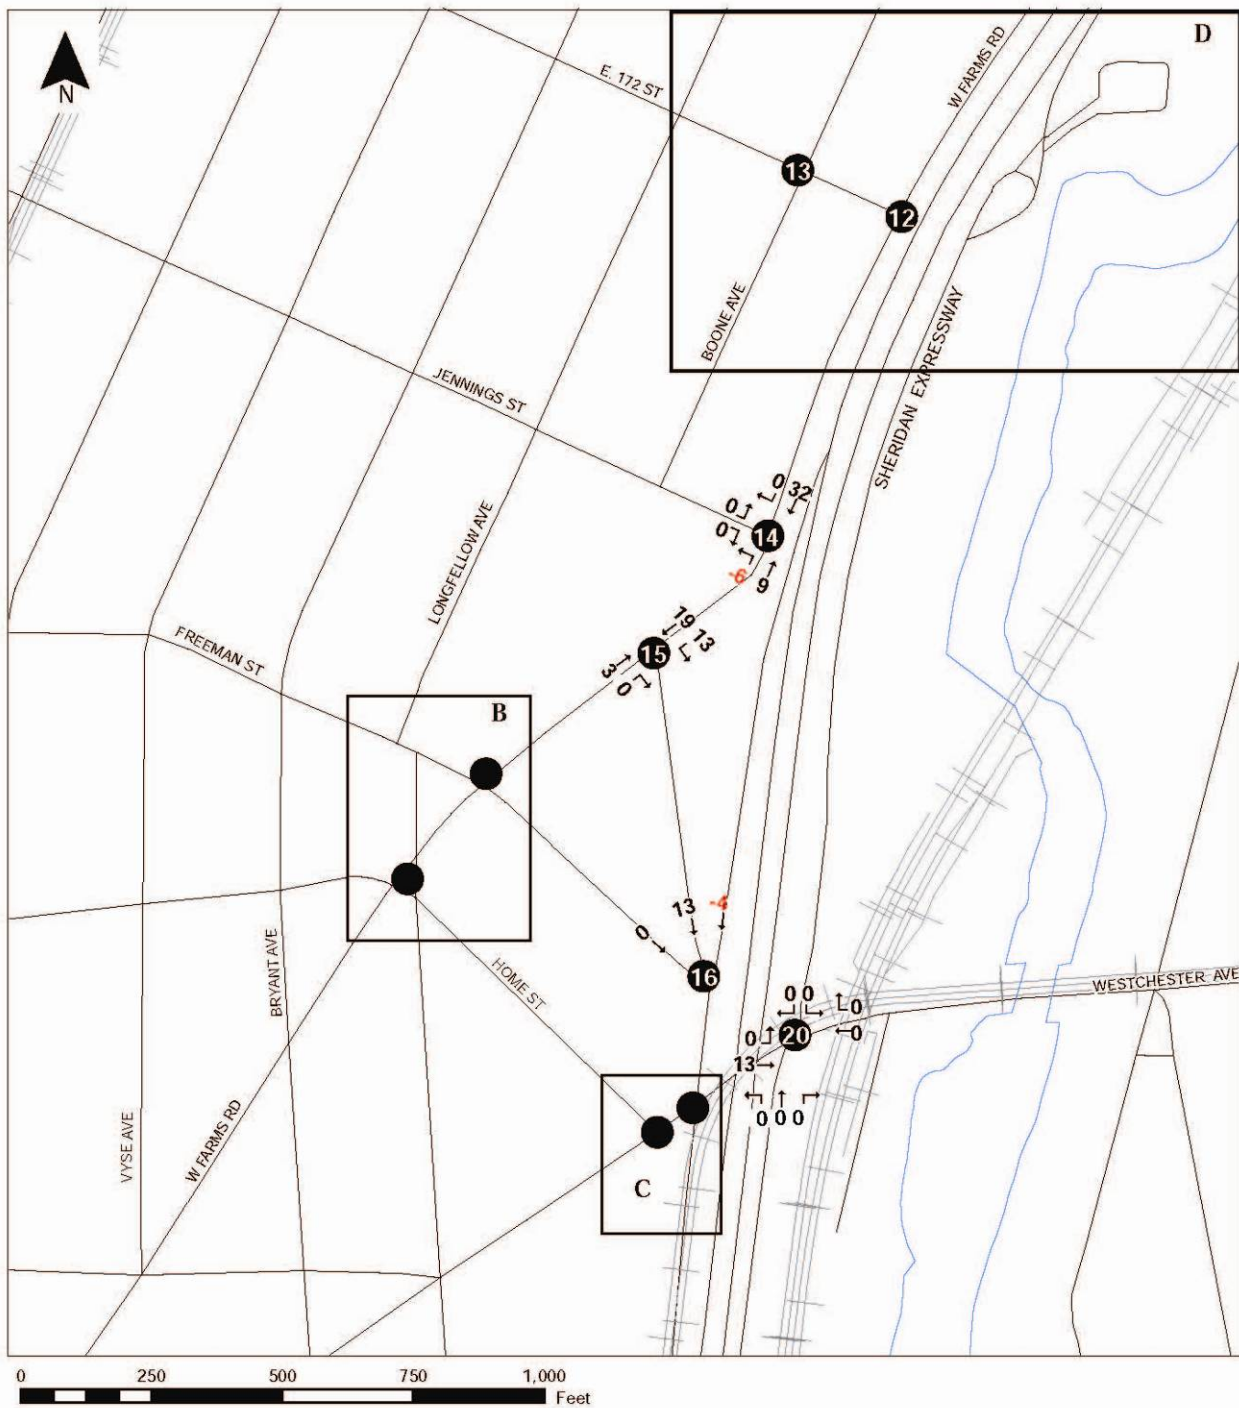 D
N
W FARMS RD
E. 172 ST
13
12
BOONE AVE
SHERIDAN EXPRESSWAY
JENNINGS ST
0 32
0
0
14
-6
9
LONGFELLOW AVE
19 13
15
3
0
FREEMAN ST
B
13
-4
0
16
HOME ST
BRYANT AVE
WESTCHESTER AVE
0 0
0
0
20
0
13
0 0 0
C
VYSE AVE
W FARMS RD
0 250 500 750 1,000
Feet